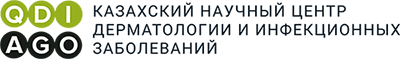 QDI
AGO
КАЗАХСКИЙ НАУЧНЫЙ ЦЕНТР
ДЕРМАТОЛОГИИ И ИНФЕКЦИОННЫХ
ЗАБОЛЕВАНИЙ